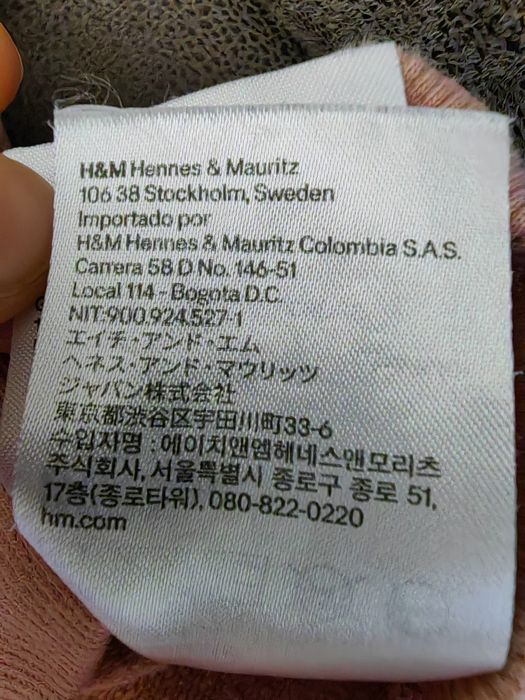 H&M Hennes & Mauritz
106 38 Stockholm, Sweden
Importado por
H&M Hennes & Mauritz Colombia S.A.S.
Carrera 58 D No. 146-51
Local 114 - Bogota D.C.
NIT-900.924.527-1
エイチ・アンド・エム
ヘネス・アンド・マウリッツ
ジャパン株式会社
東京都渋谷区宇田川町33-6
수입자명 : 에이치앤엠헤네스앤모리츠
주식회사, 서울특별시 종로구 종로 51,
17층(종로타워), 080-822-0220
hm.com